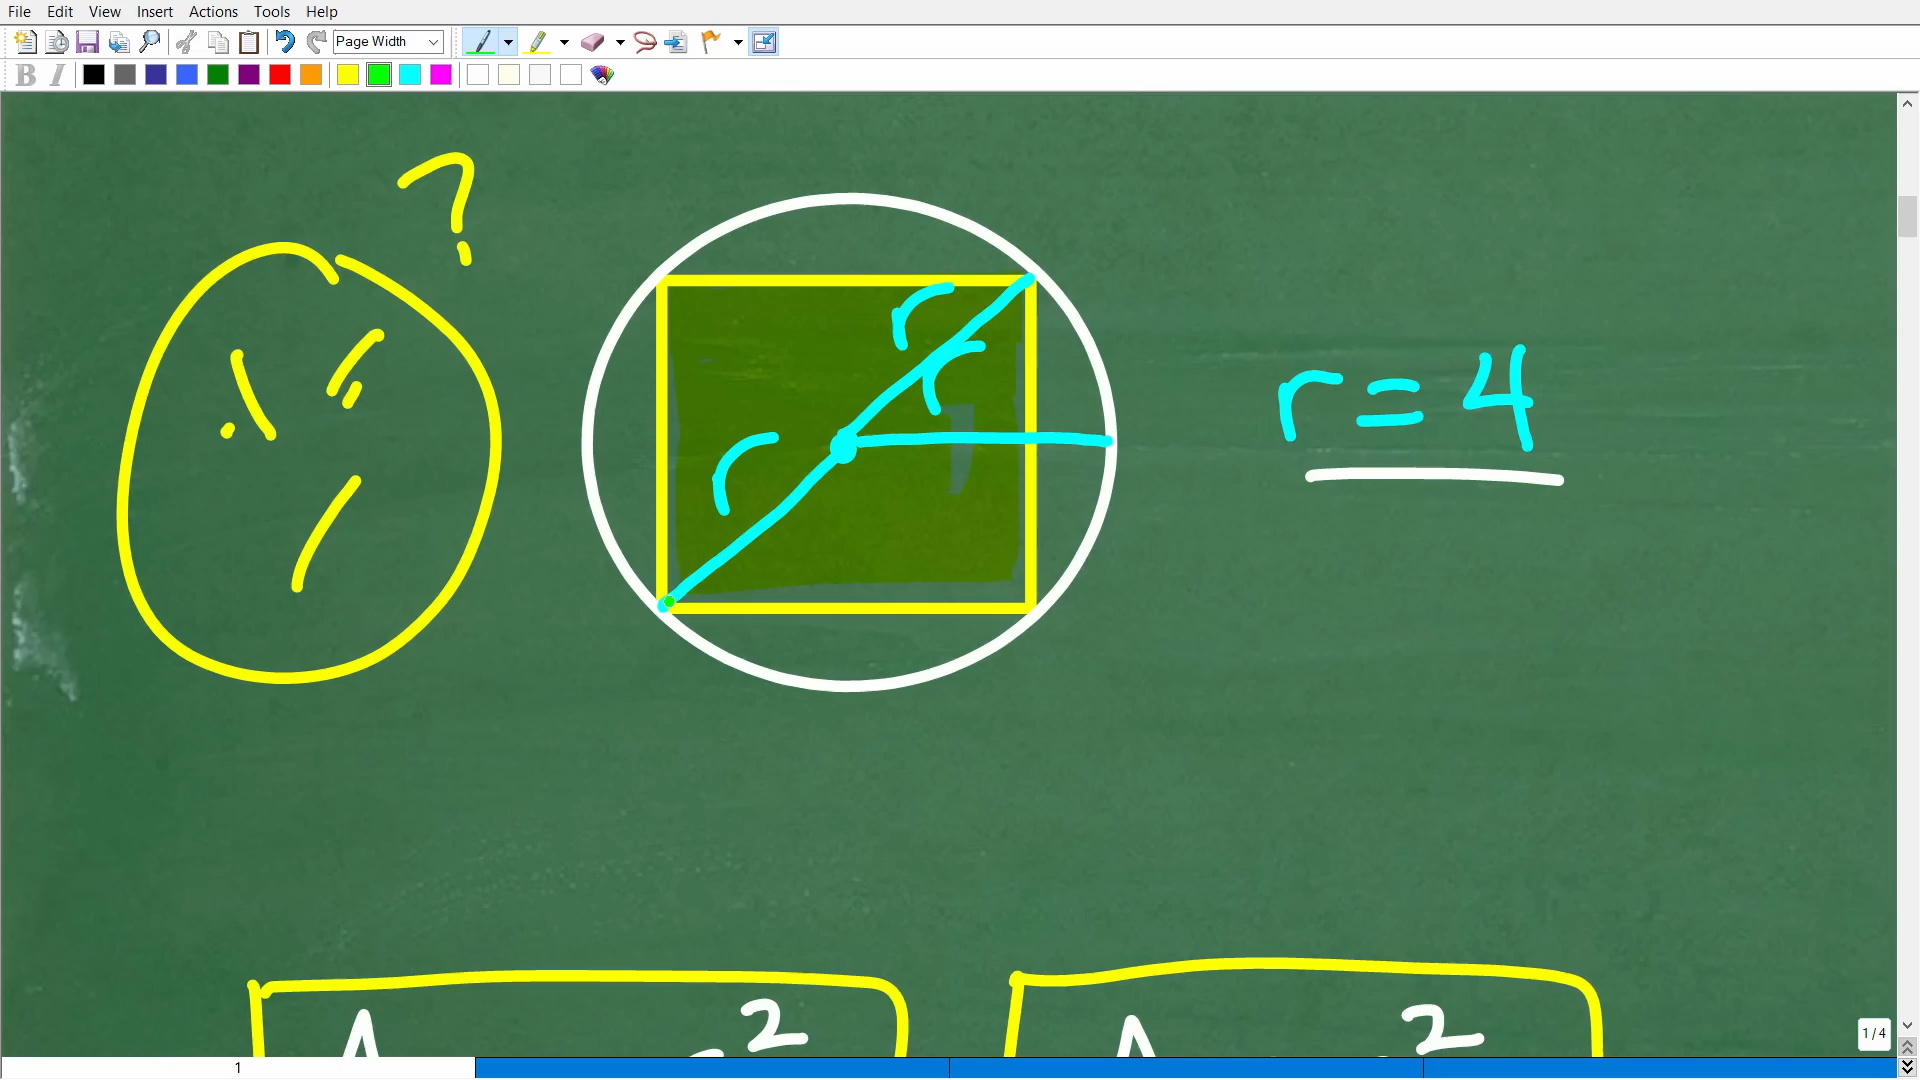 File Edit View Insert Actions Tools Help
Page Width
B I
?
r
r
r
r = 4
2
2
1 / 4
1